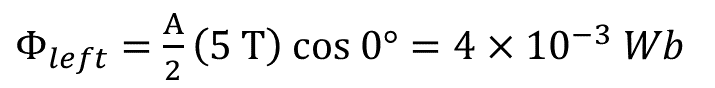 Φ_left = A/2 (5 T) cos 0° = 4 × 10⁻³ Wb